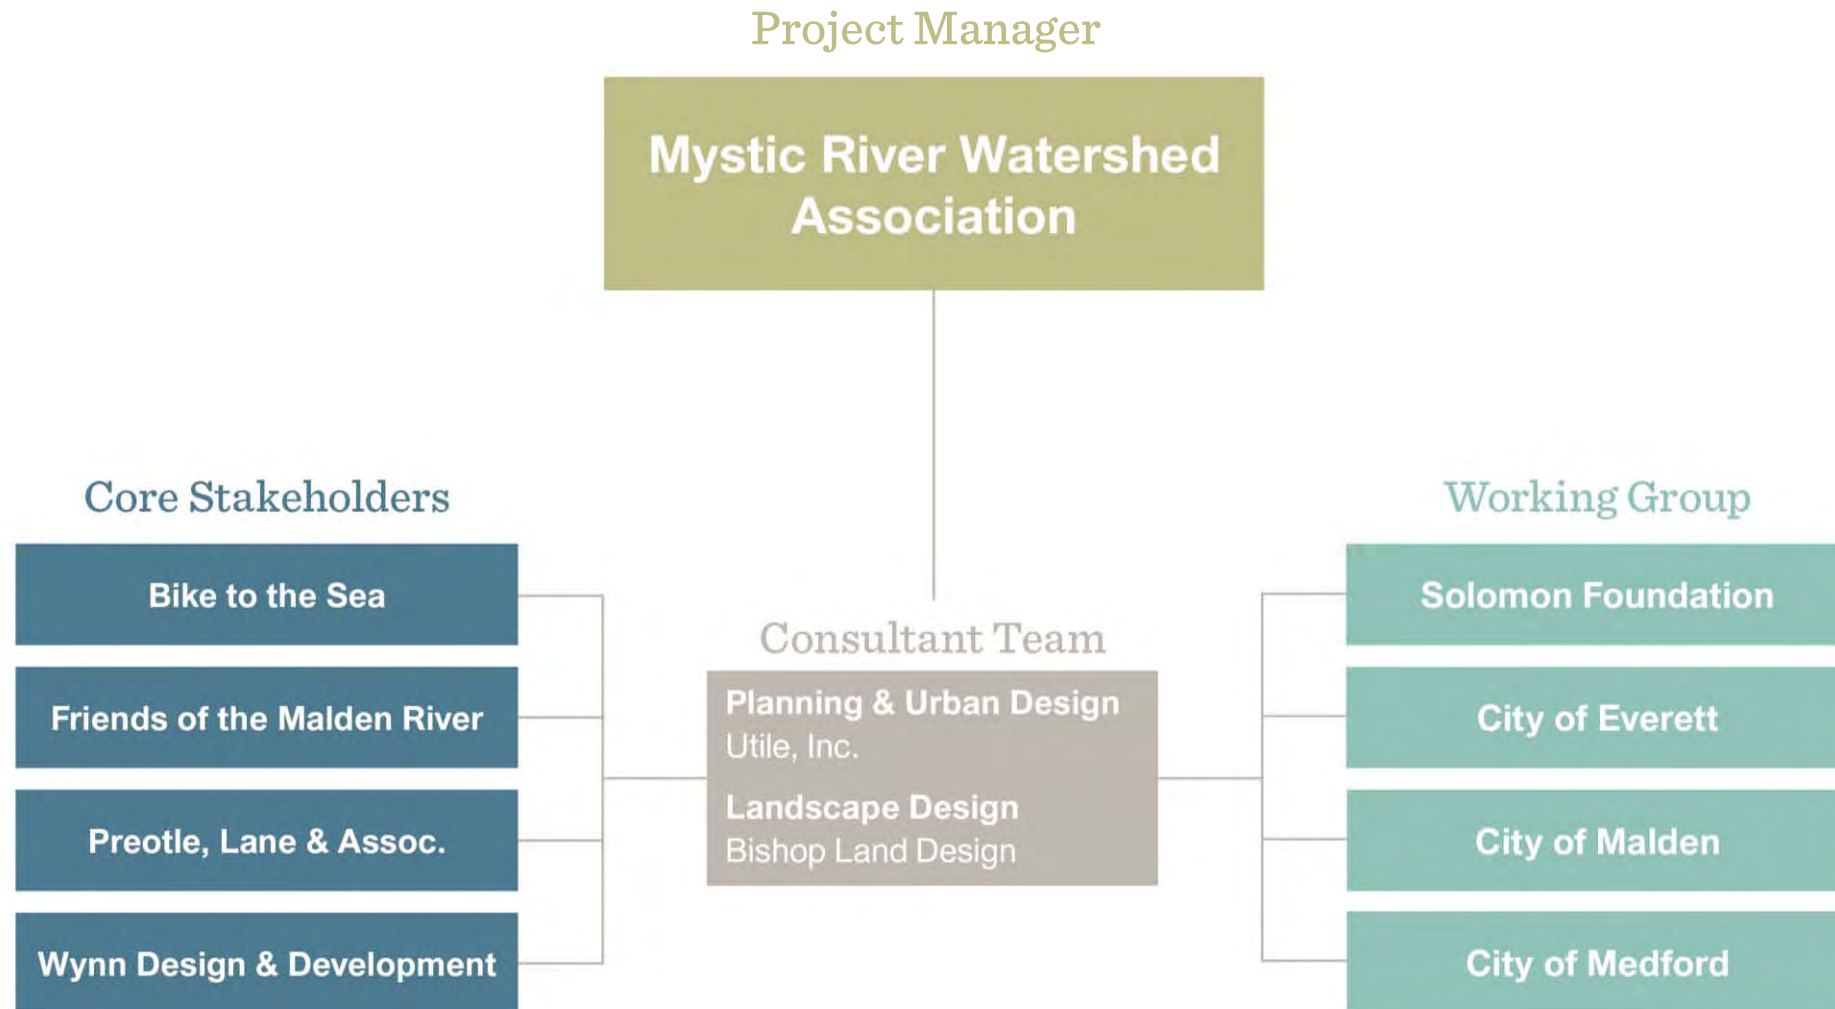 Project Manager
Mystic River Watershed
Association
Core Stakeholders
Bike to the Sea
Friends of the Malden River
Preotle, Lane & Assoc.
Wynn Design & Development
Consultant Team
Planning & Urban Design
Utile, Inc.
Landscape Design
Bishop Land Design
Working Group
Solomon Foundation
City of Everett
City of Malden
City of Medford